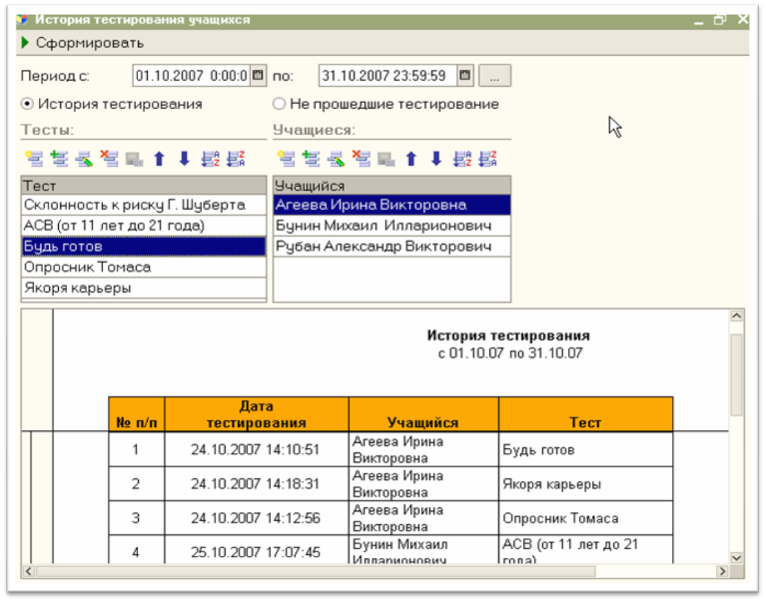 История тестирования учащихся
Сформировать
Период с: 01.10.2007 0:00:0 по: 31.10.2007 23:59:59 ...
История тестирования Не прошедшие тестирование
Тесты: Учащиеся:
Тест
Склонность к риску Г. Шуберта
АСВ (от 11 лет до 21 года)
Будь готов
Опросник Томаса
Якоря карьеры
Учащийся
Агеева Ирина Викторовна
Бунин Михаил Илларионович
Рубан Александр Викторович
История тестирования
с 01.10.07 по 31.10.07
№ п/п Дата тестирования Учащийся Тест
1 24.10.2007 14:10:51 Агеева Ирина Викторовна Будь готов
2 24.10.2007 14:18:31 Агеева Ирина Викторовна Якоря карьеры
3 24.10.2007 14:12:56 Агеева Ирина Викторовна Опросник Томаса
4 25.10.2007 17:07:45 Бунин Михаил Илларионович АСВ (от 11 лет до 21 года)